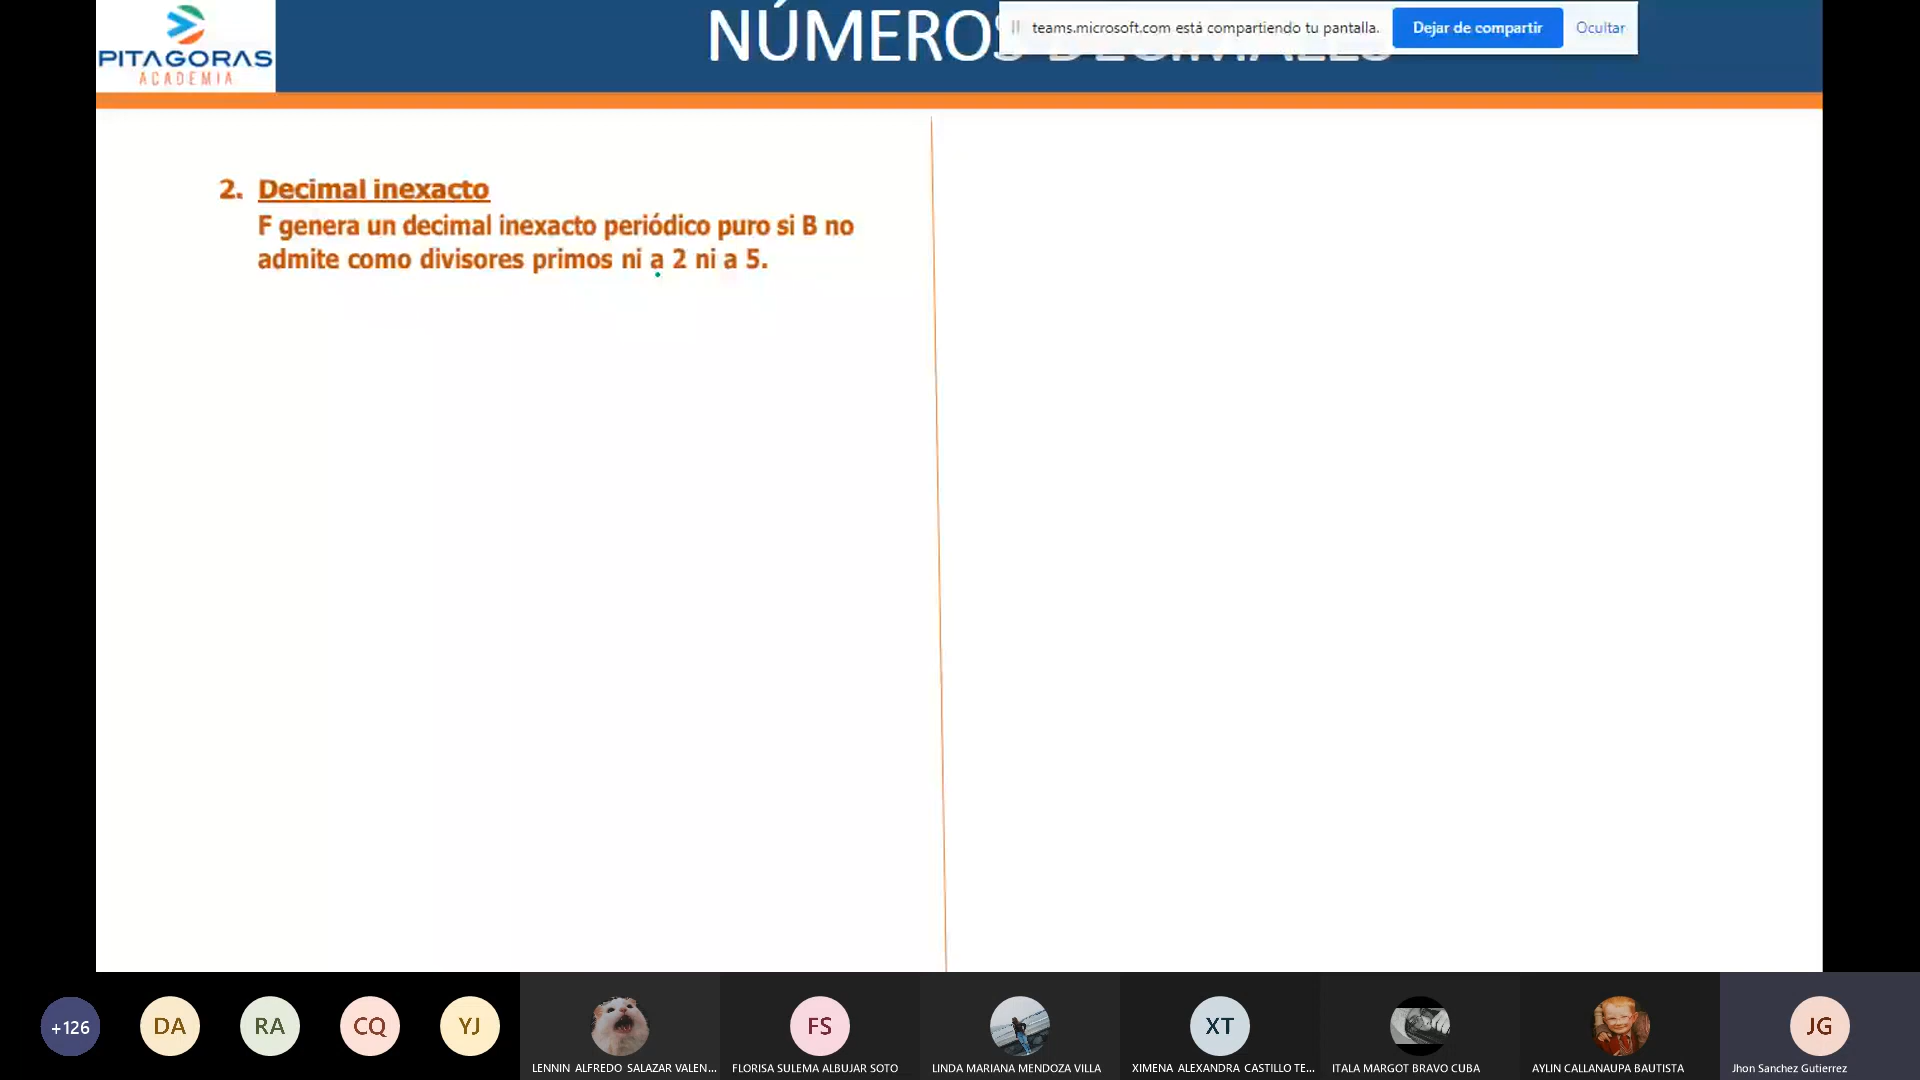 PITAGORAS
ACADEMIA
NÚMEROS DECIMALES
teams.microsoft.com está compartiendo tu pantalla.
Dejar de compartir
Ocultar
2. Decimal inexacto
F genera un decimal inexacto periódico puro si B no
admite como divisores primos ni a 2 ni a 5.
+126
DA
RA
CQ
YJ
FS
XT
JG
LENNIN ALFREDO SALAZAR VALEN...
FLORISA SULEMA ALBUJAR SOTO
LINDA MARIANA MENDOZA VILLA
XIMENA ALEXANDRA CASTILLO TE...
ITALA MARGOT BRAVO CUBA
AYLIN CALLANAUPA BAUTISTA
Jhon Sanchez Gutierrez